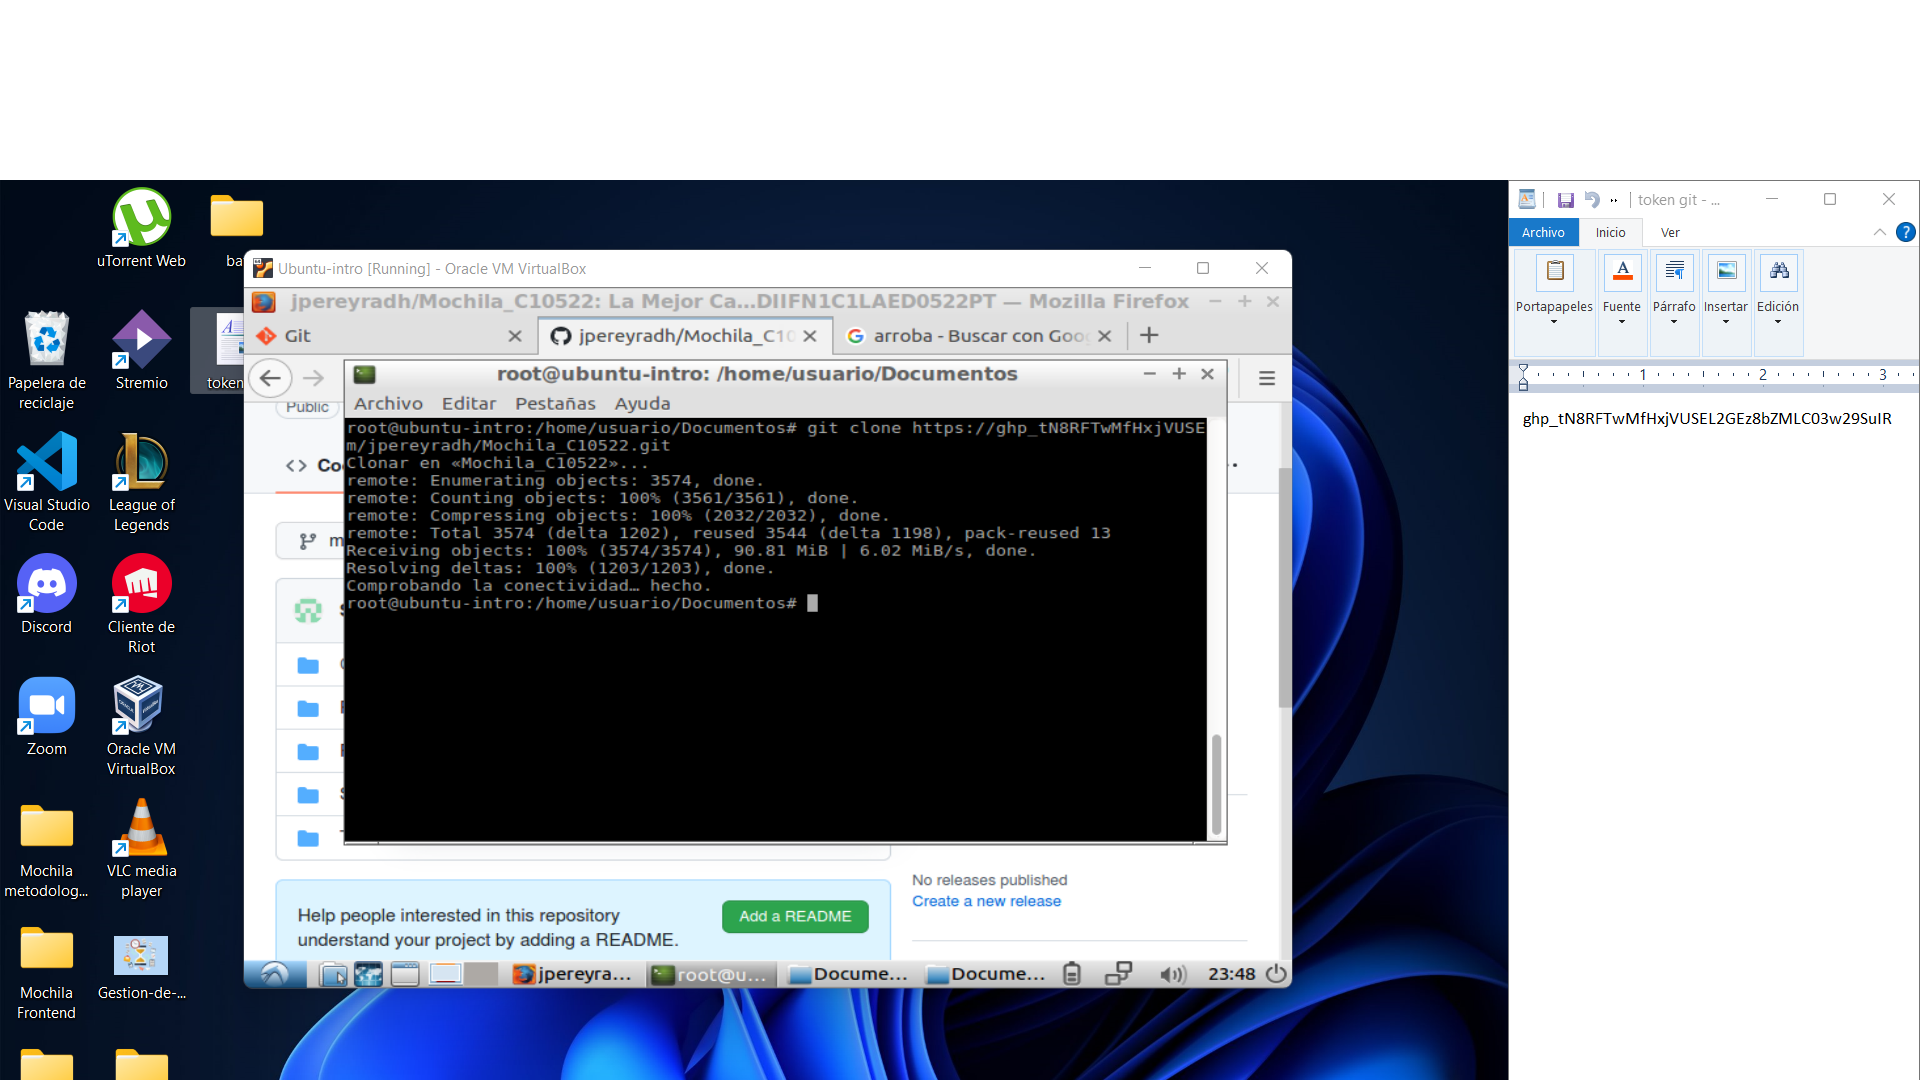 uTorrent Web
ba
Papelera de
reciclaje
Stremio
token
Visual Studio
Code
League of
Legends
Discord
Cliente de
Riot
Zoom
Oracle VM
VirtualBox
Mochila
metodolog...
VLC media
player
Mochila
Frontend
Gestion-de-...
Ubuntu-intro [Running] - Oracle VM VirtualBox
jpereyradh/Mochila_C10522: La Mejor Ca...DIIFN1C1LAED0522PT — Mozilla Firefox
Git
jpereyradh/Mochila_C10
arroba - Buscar con Goog
Public
<> Co
m
root@ubuntu-intro: /home/usuario/Documentos
Archivo Editar Pestañas Ayuda
root@ubuntu-intro:/home/usuario/Documentos# git clone https://ghp_tN8RFTwMfHxjVUSE
m/jpereyradh/Mochila_C10522.git
Clonar en «Mochila_C10522»...
remote: Enumerating objects: 3574, done.
remote: Counting objects: 100% (3561/3561), done.
remote: Compressing objects: 100% (2032/2032), done.
remote: Total 3574 (delta 1202), reused 3544 (delta 1198), pack-reused 13
Receiving objects: 100% (3574/3574), 90.81 MiB | 6.02 MiB/s, done.
Resolving deltas: 100% (1203/1203), done.
Comprobando la conectividad… hecho.
root@ubuntu-intro:/home/usuario/Documentos#
Help people interested in this repository
understand your project by adding a README.
Add a README
No releases published
Create a new release
jpereyra...
root@u...
Docume...
Docume...
23:48
token git - ...
Archivo Inicio Ver
Portapapeles Fuente Párrafo Insertar Edición
1 2 3
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